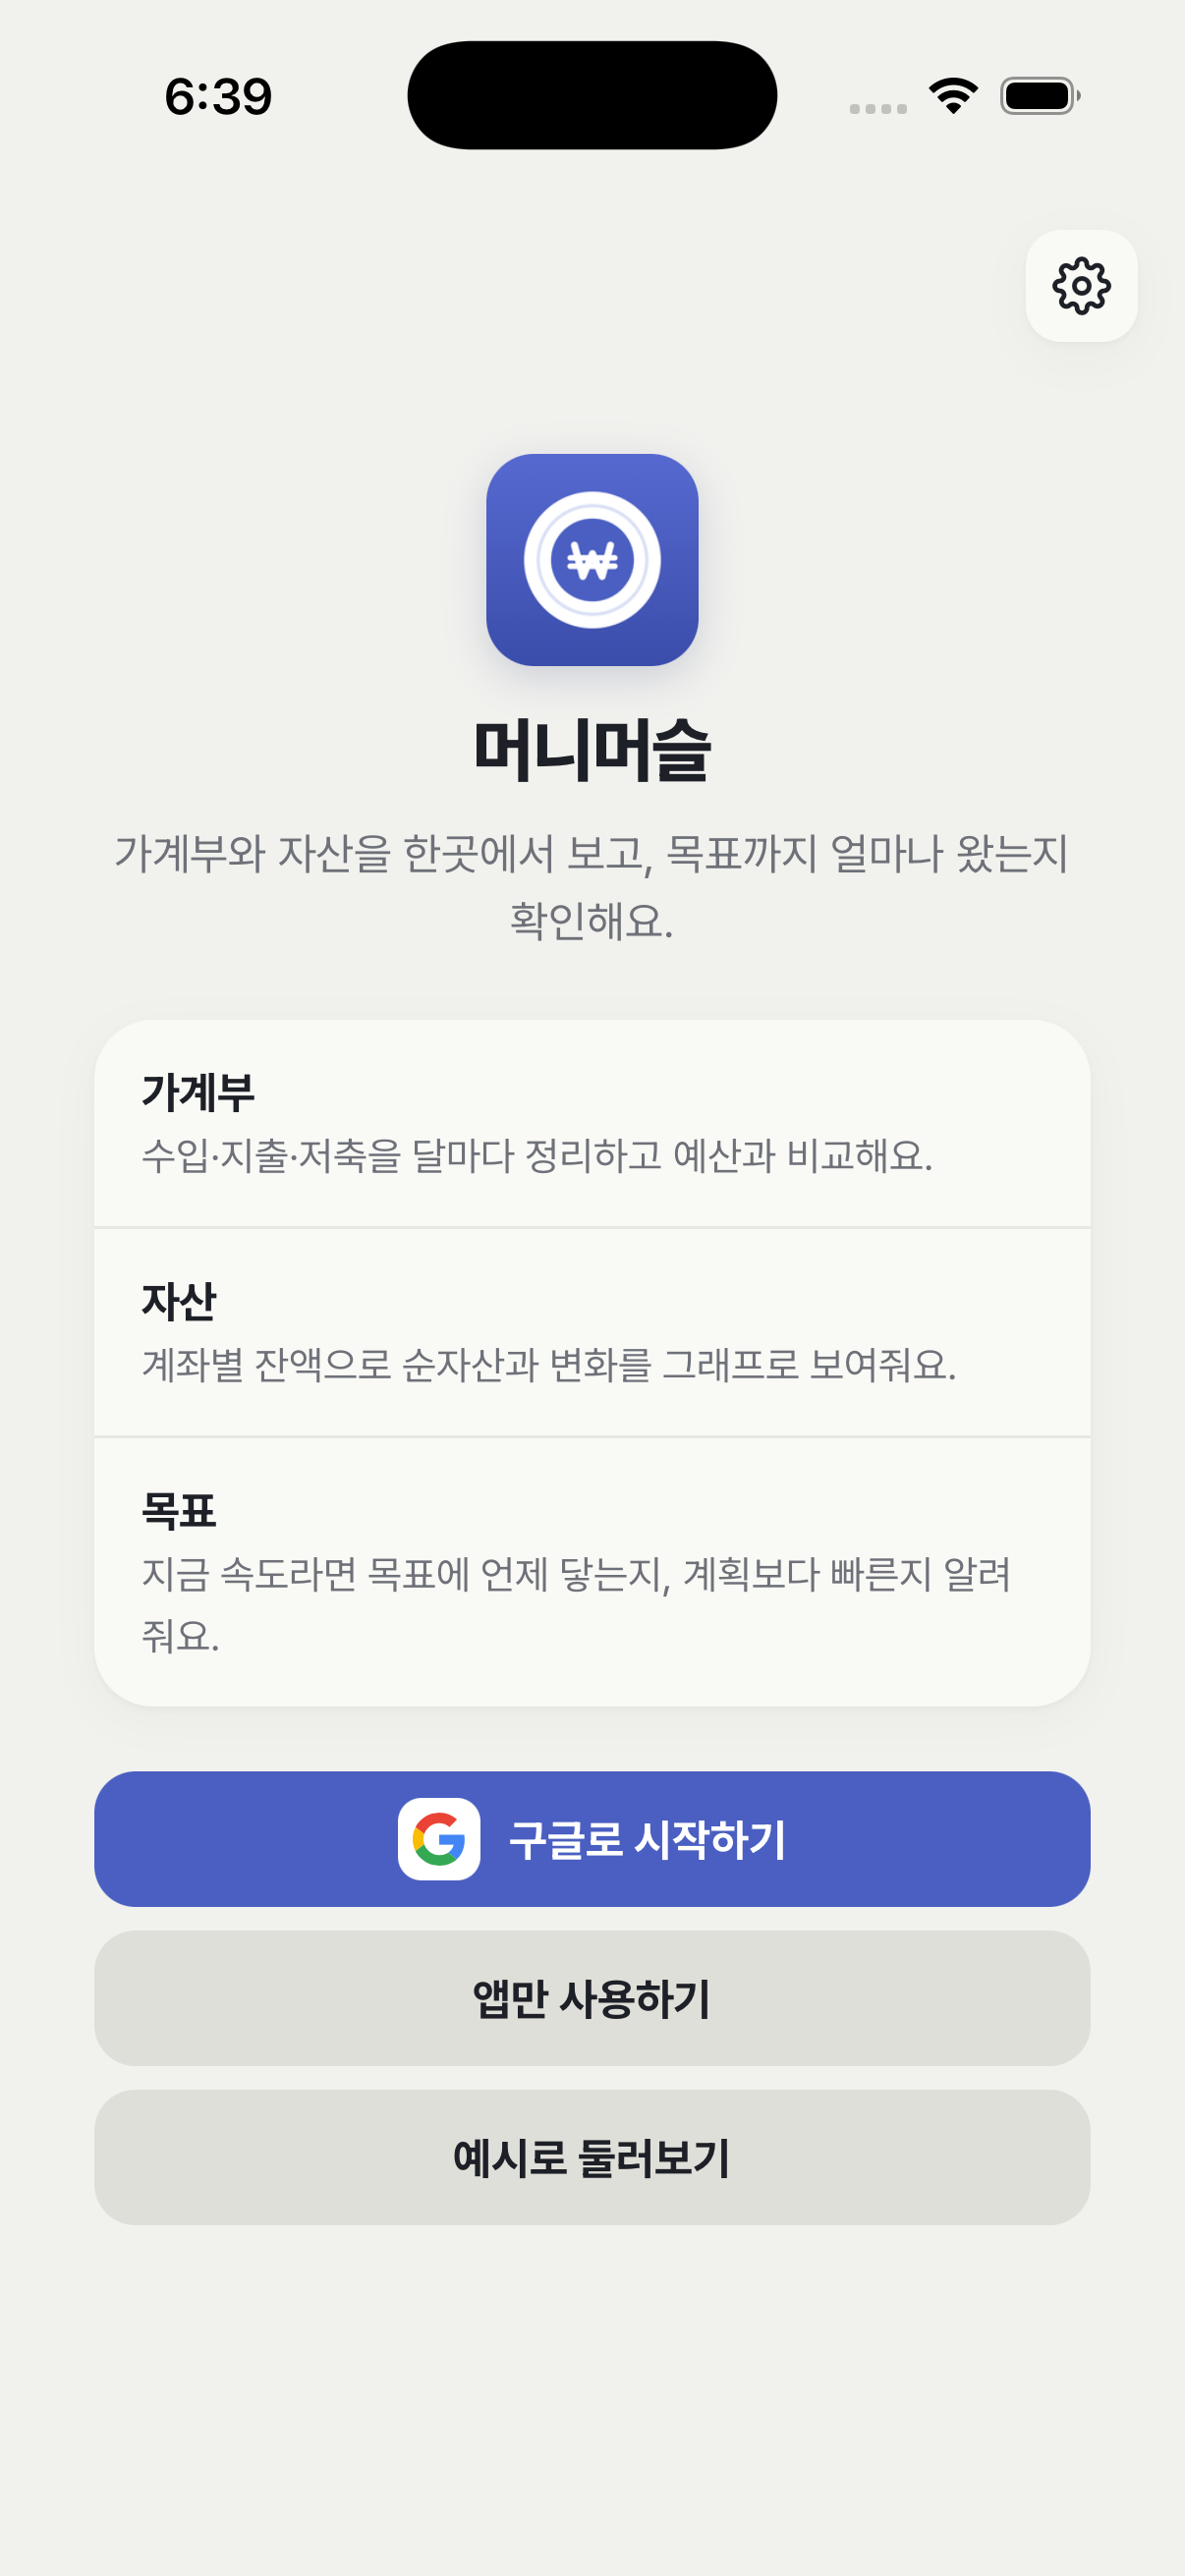 6:39
₩
머니머슬
가계부와 자산을 한곳에서 보고, 목표까지 얼마나 왔는지
확인해요.
가계부
수입·지출·저축을 달마다 정리하고 예산과 비교해요.
자산
계좌별 잔액으로 순자산과 변화를 그래프로 보여줘요.
목표
지금 속도라면 목표에 언제 닿는지, 계획보다 빠른지 알려
줘요.
구글로 시작하기
앱만 사용하기
예시로 둘러보기